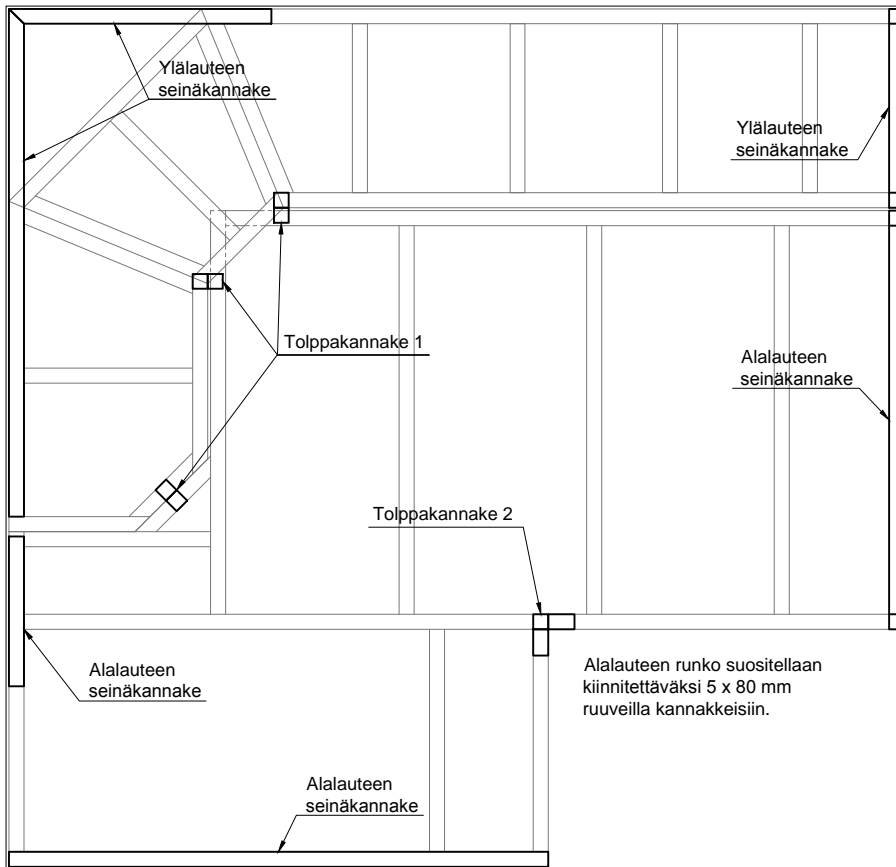 Ylälauteen
seinäkannake
Ylälauteen
seinäkannake
Tolppakannake 1
Alalauteen
seinäkannake
Tolppakannake 2
Alalauteen
seinäkannake
Alalauteen runko suositellaan
kiinnitettäväksi 5 x 80 mm
ruuveilla kannakkeisiin.
Alalauteen
seinäkannake